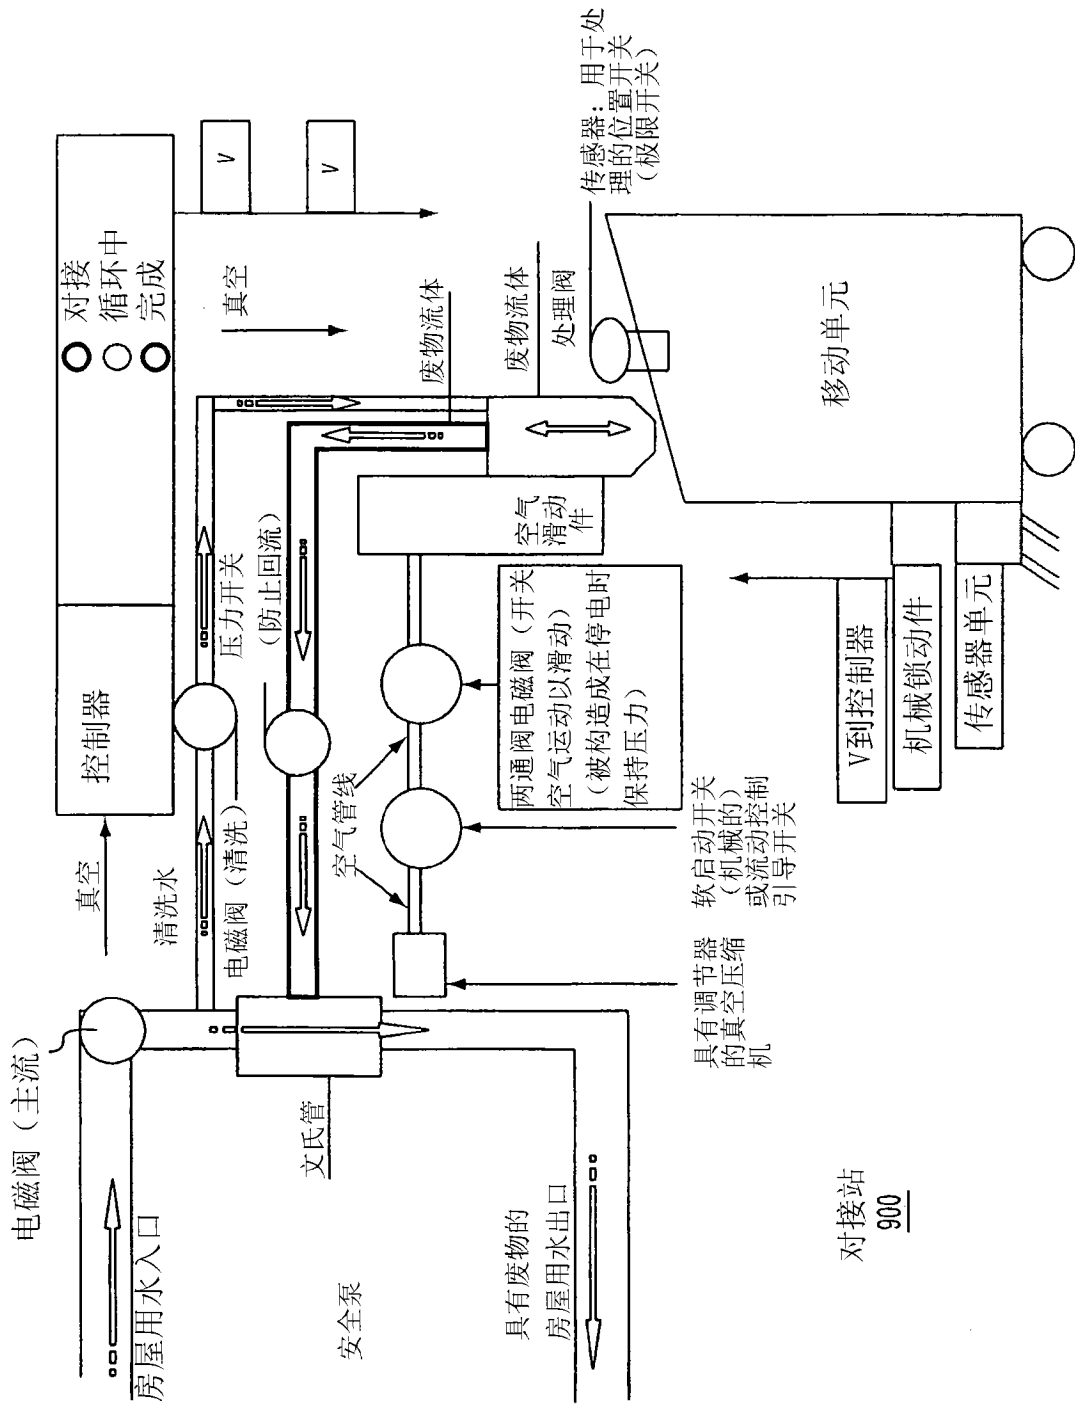 电磁阀（主流）
房屋用水入口
真空
控制器
对接
循环中
完成
清洗水
电磁阀（清洗）
压力开关
（防止回流）
真空
V
V
文氏管
安全泵
空气管线
废物流体
具有废物的
房屋用水出口
空气
滑动
件
废物流体
处理阀
两通阀电磁阀（开关
空气运动以滑动）
（被构造成在停电时
保持压力）
传感器：用于处
理的位置开关
（极限开关）
具有调节器
的真空压缩
机
软启动开关
（机械的）
或流动控制
引导开关
移动单元
V到控制器
机械锁动件
传感器单元
对接站
900